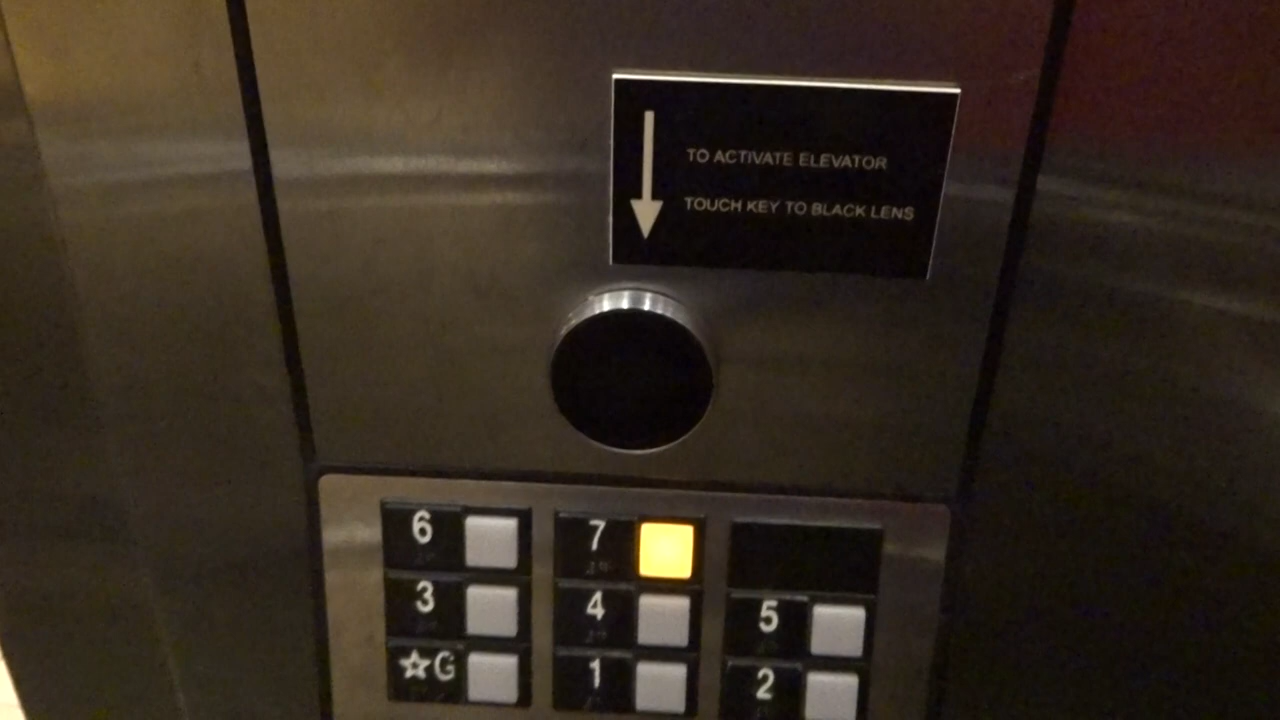 TO ACTIVATE ELEVATOR
TOUCH KEY TO BLACK LENS
6 7
3 4 5
☆G 1 2